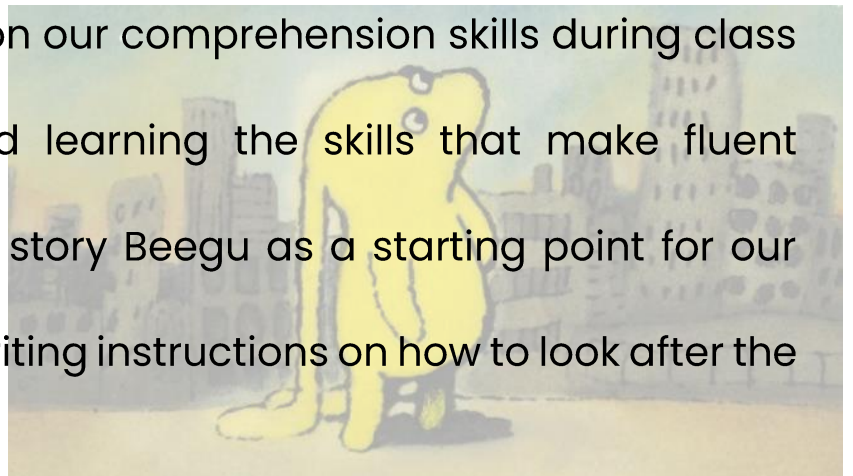 on our comprehension skills during class
learning the skills that make fluent
story Beegu as a starting point for our
instructions on how to look after the